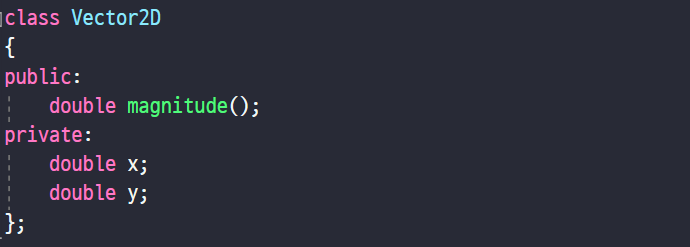 class Vector2D
{
public:
    double magnitude();
private:
    double x;
    double y;
};